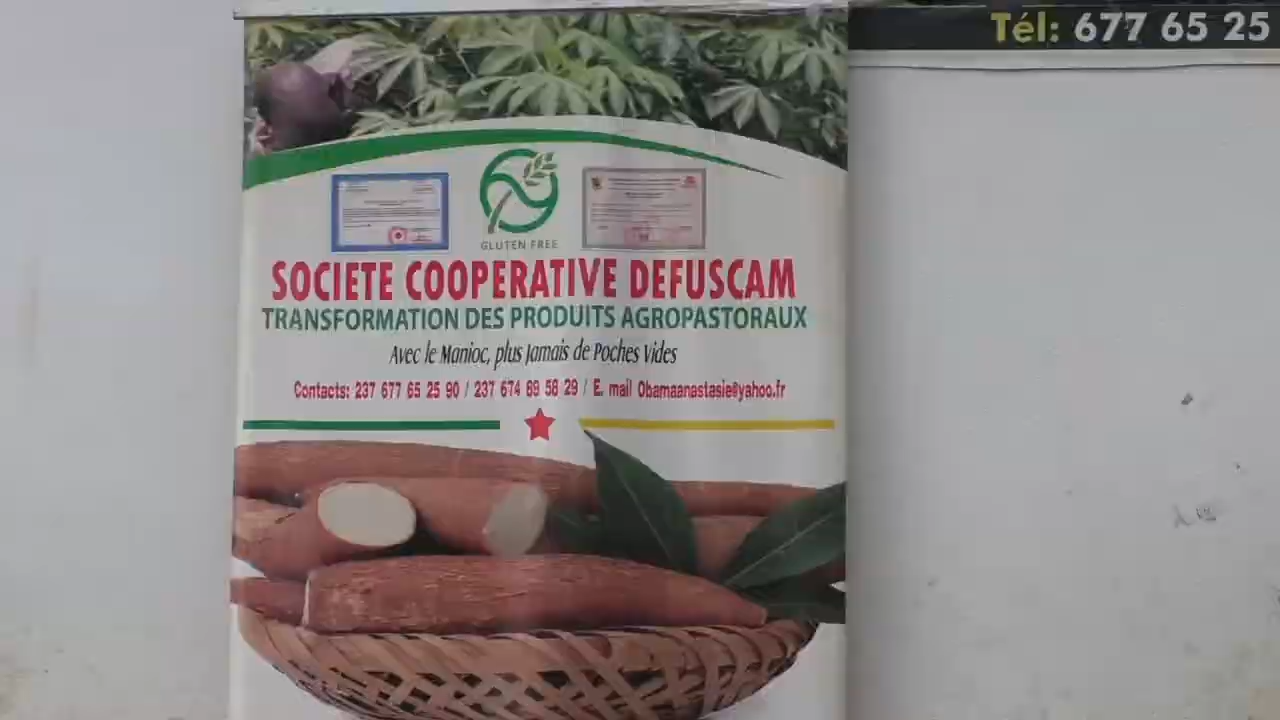 Tél: 677 65 25
GLUTEN FREE
SOCIETE COOPERATIVE DEFUSCAM
TRANSFORMATION DES PRODUITS AGROPASTORAUX
Avec le Manioc, plus Jamais de Poches Vides
Contacts: 237 677 65 25 90 / 237 674 89 58 29 / E. mail Obamaanastasie@yahoo.fr